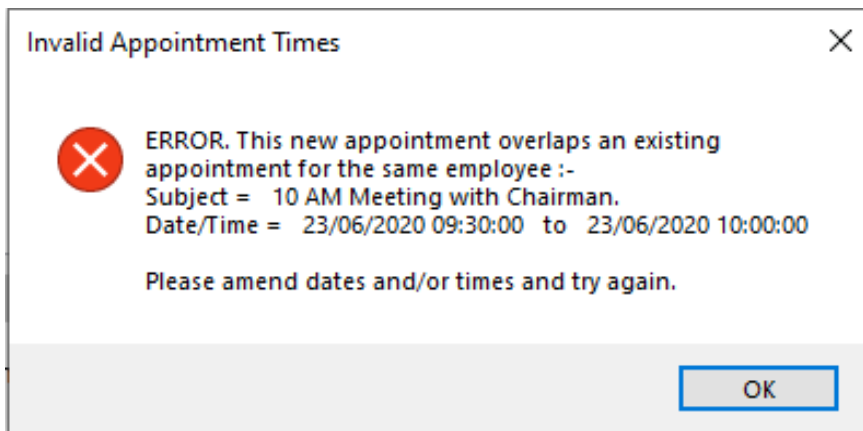 Invalid Appointment Times
ERROR. This new appointment overlaps an existing
appointment for the same employee :-
Subject =   10 AM Meeting with Chairman.
Date/Time =   23/06/2020 09:30:00   to   23/06/2020 10:00:00
Please amend dates and/or times and try again.
OK